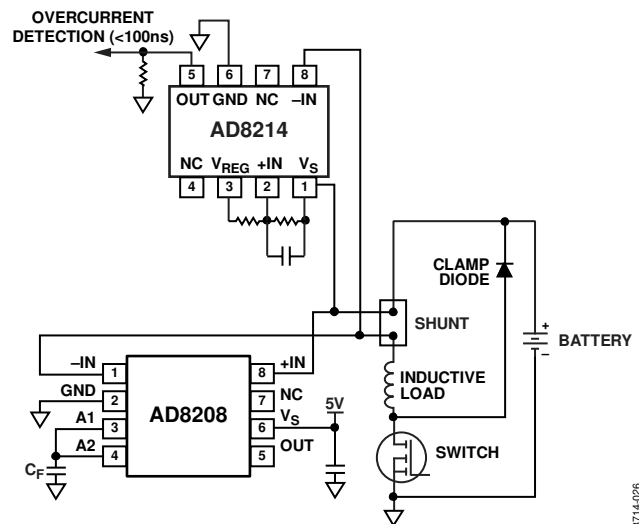 OVERCURRENT
DETECTION (<100ns)
5 6 7 8
OUT GND NC –IN
AD8214
NC VREG +IN VS
4 3 2 1
CLAMP
DIODE
SHUNT
+
–
BATTERY
–IN 1 8 +IN
GND 2 7 NC
A1 3 6 VS
A2 4 5 OUT
AD8208
5V
CF
INDUCTIVE
LOAD
SWITCH